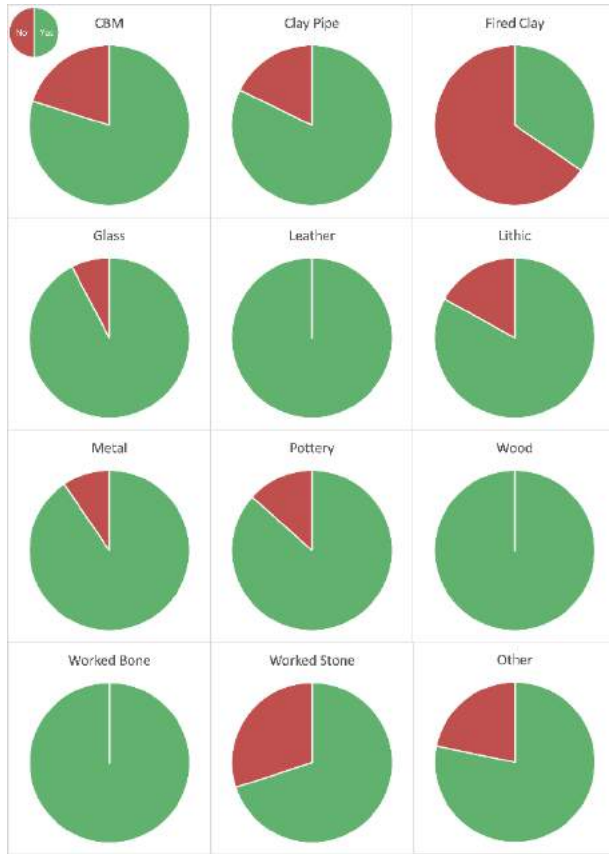 No Yes
CBM
Clay Pipe
Fired Clay
Glass
Leather
Lithic
Metal
Pottery
Wood
Worked Bone
Worked Stone
Other